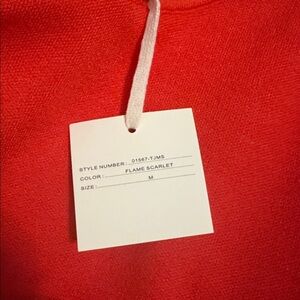 STYLE NUMBER: 01567-TJMS
COLOR: FLAME SCARLET
SIZE: M